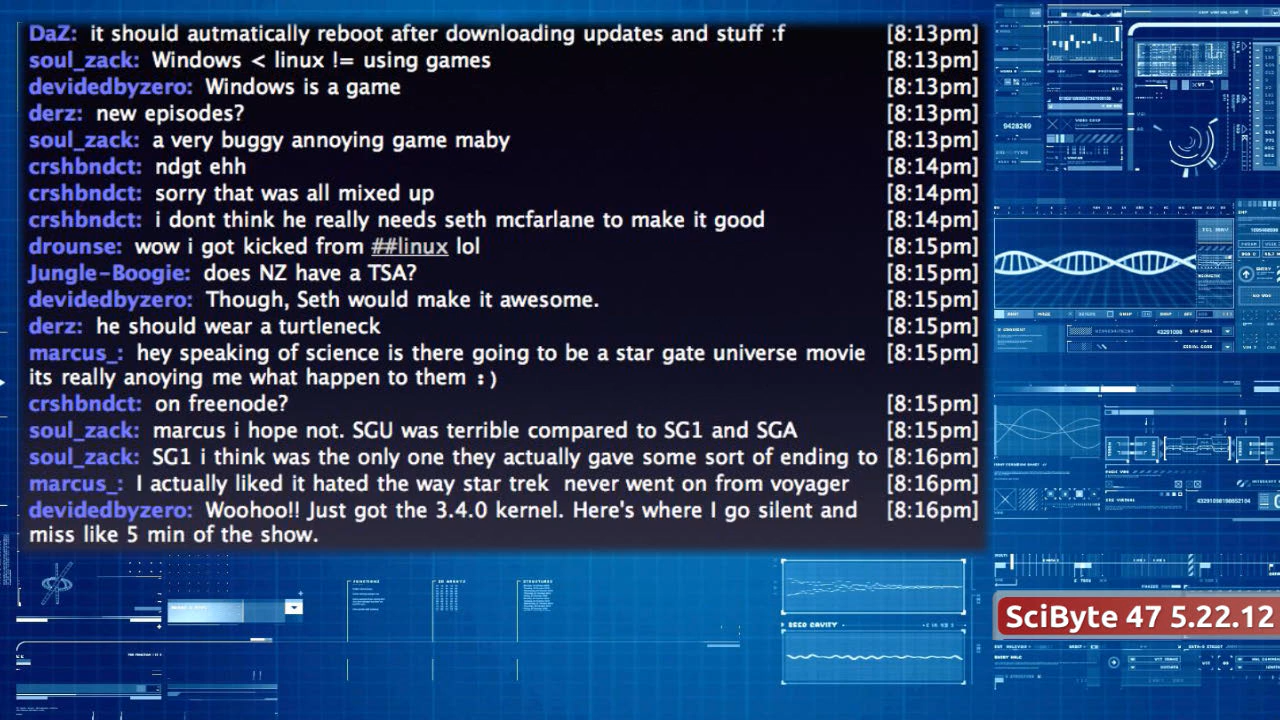 DaZ: it should autmatically reboot after downloading updates and stuff :f [8:13pm]
soul_zack: Windows < linux != using games [8:13pm]
devidedbyzero: Windows is a game [8:13pm]
derz: new episodes? [8:13pm]
soul_zack: a very buggy annoying game maby [8:13pm]
crshbndct: ndgt ehh [8:14pm]
crshbndct: sorry that was all mixed up [8:14pm]
crshbndct: i dont think he really needs seth mcfarlane to make it good [8:14pm]
drounse: wow i got kicked from ##linux lol [8:15pm]
Jungle-Boogie: does NZ have a TSA? [8:15pm]
devidedbyzero: Though, Seth would make it awesome. [8:15pm]
derz: he should wear a turtleneck [8:15pm]
marcus_: hey speaking of science is there going to be a star gate universe movie [8:15pm]
its really anoying me what happen to them :)
crshbndct: on freenode? [8:15pm]
soul_zack: marcus i hope not. SGU was terrible compared to SG1 and SGA [8:15pm]
soul_zack: SG1 i think was the only one they actually gave some sort of ending to [8:16pm]
marcus_: I actually liked it hated the way star trek never went on from voyager [8:16pm]
devidedbyzero: Woohoo!! Just got the 3.4.0 kernel. Here's where I go silent and [8:16pm]
miss like 5 min of the show.
SciByte 47 5.22.12
9428249
43291098